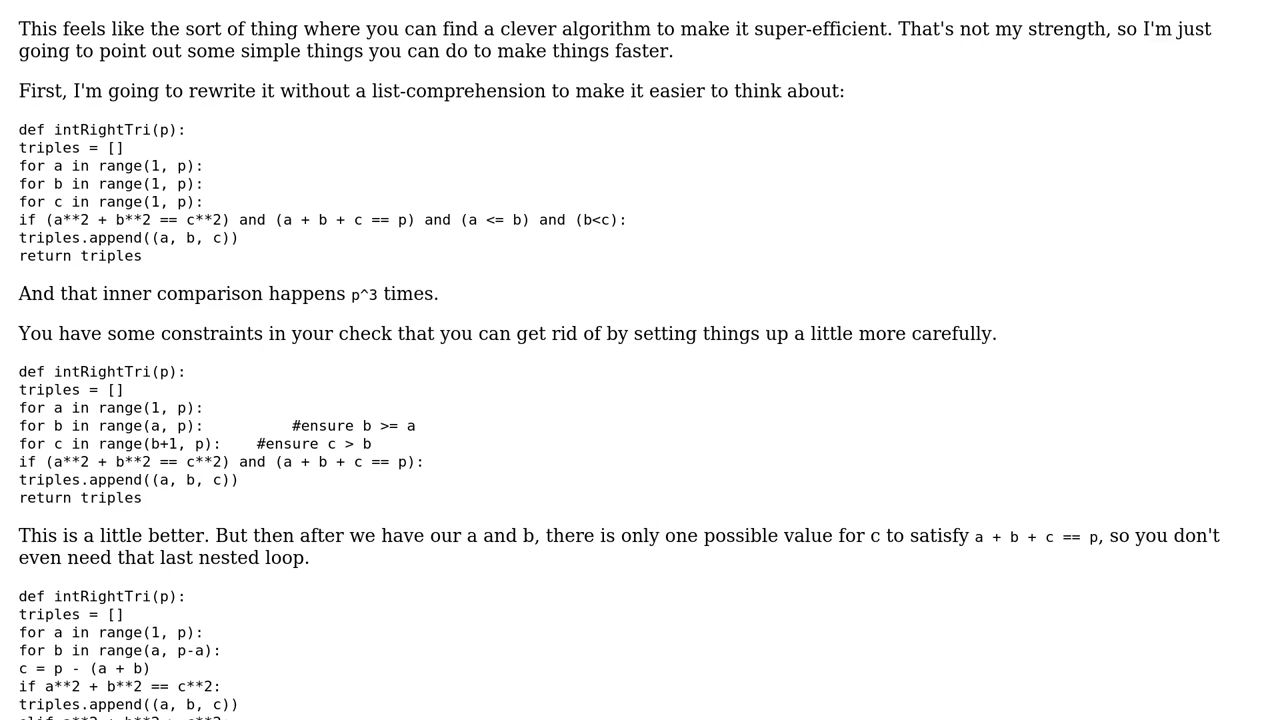 This feels like the sort of thing where you can find a clever algorithm to make it super-efficient. That's not my strength, so I'm just
going to point out some simple things you can do to make things faster.
First, I'm going to rewrite it without a list-comprehension to make it easier to think about:
def intRightTri(p):
triples = []
for a in range(1, p):
for b in range(1, p):
for c in range(1, p):
if (a**2 + b**2 == c**2) and (a + b + c == p) and (a <= b) and (b<c):
triples.append((a, b, c))
return triples
And that inner comparison happens p^3 times.
You have some constraints in your check that you can get rid of by setting things up a little more carefully.
def intRightTri(p):
triples = []
for a in range(1, p):
for b in range(a, p):          #ensure b >= a
for c in range(b+1, p):    #ensure c > b
if (a**2 + b**2 == c**2) and (a + b + c == p):
triples.append((a, b, c))
return triples
This is a little better. But then after we have our a and b, there is only one possible value for c to satisfy a + b + c == p, so you don't
even need that last nested loop.
def intRightTri(p):
triples = []
for a in range(1, p):
for b in range(a, p-a):
c = p - (a + b)
if a**2 + b**2 == c**2:
triples.append((a, b, c))